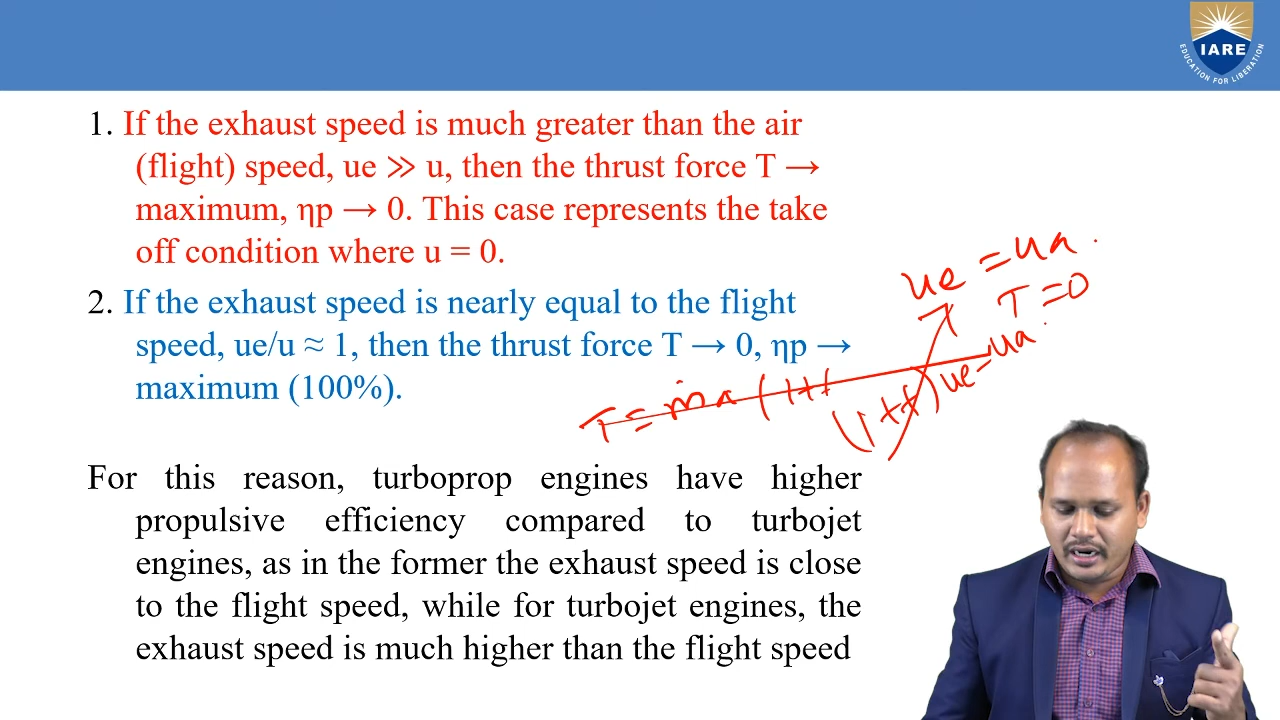 IARE
EDUCATION FOR LIBERATION
1. If the exhaust speed is much greater than the air
(flight) speed, ue ≫ u, then the thrust force T →
maximum, ηp → 0. This case represents the take
off condition where u = 0.
2. If the exhaust speed is nearly equal to the flight
speed, ue/u ≈ 1, then the thrust force T → 0, ηp →
maximum (100%).
ue = ua.
T = 0
T = ṁa (1+f
(1+f) ue - ua
For this reason, turboprop engines have higher
propulsive efficiency compared to turbojet
engines, as in the former the exhaust speed is close
to the flight speed, while for turbojet engines, the
exhaust speed is much higher than the flight speed